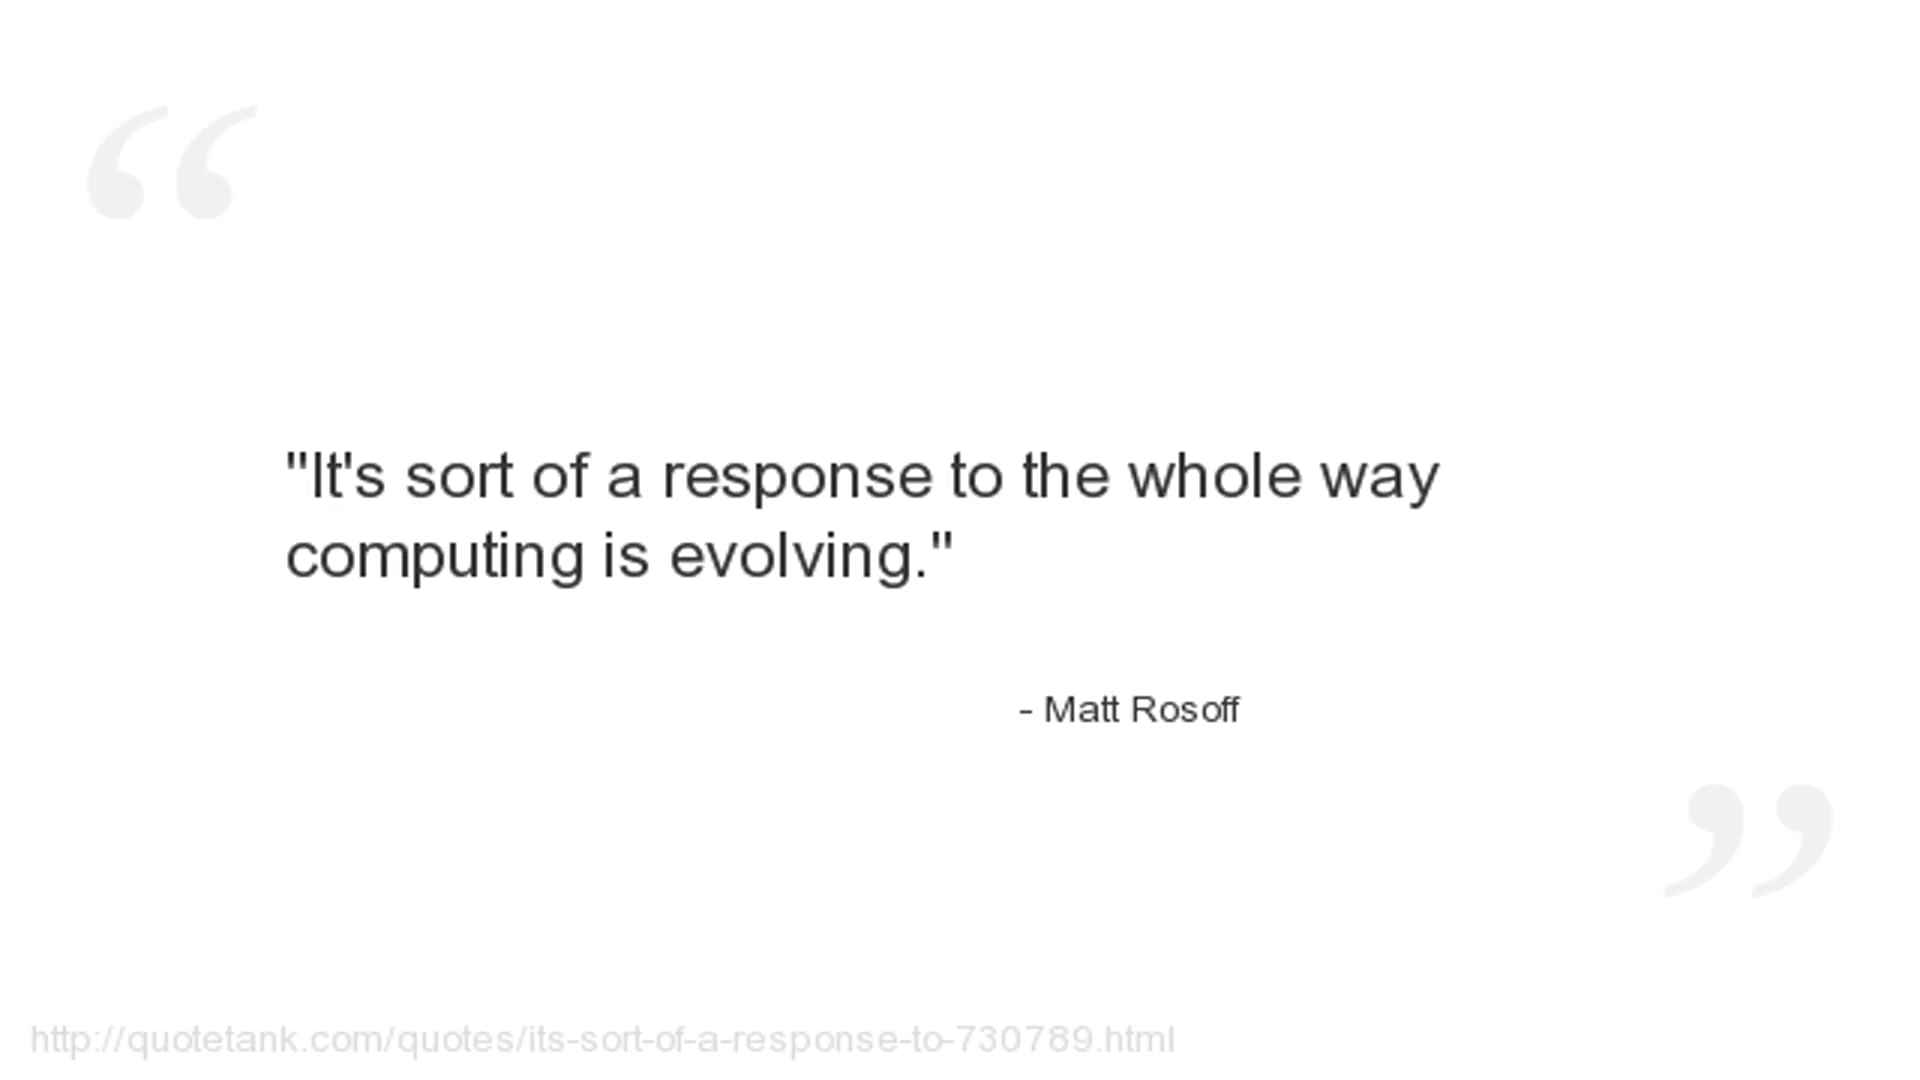 "It's sort of a response to the whole way
computing is evolving."
- Matt Rosoff
http://quotetank.com/quotes/its-sort-of-a-response-to-730789.html